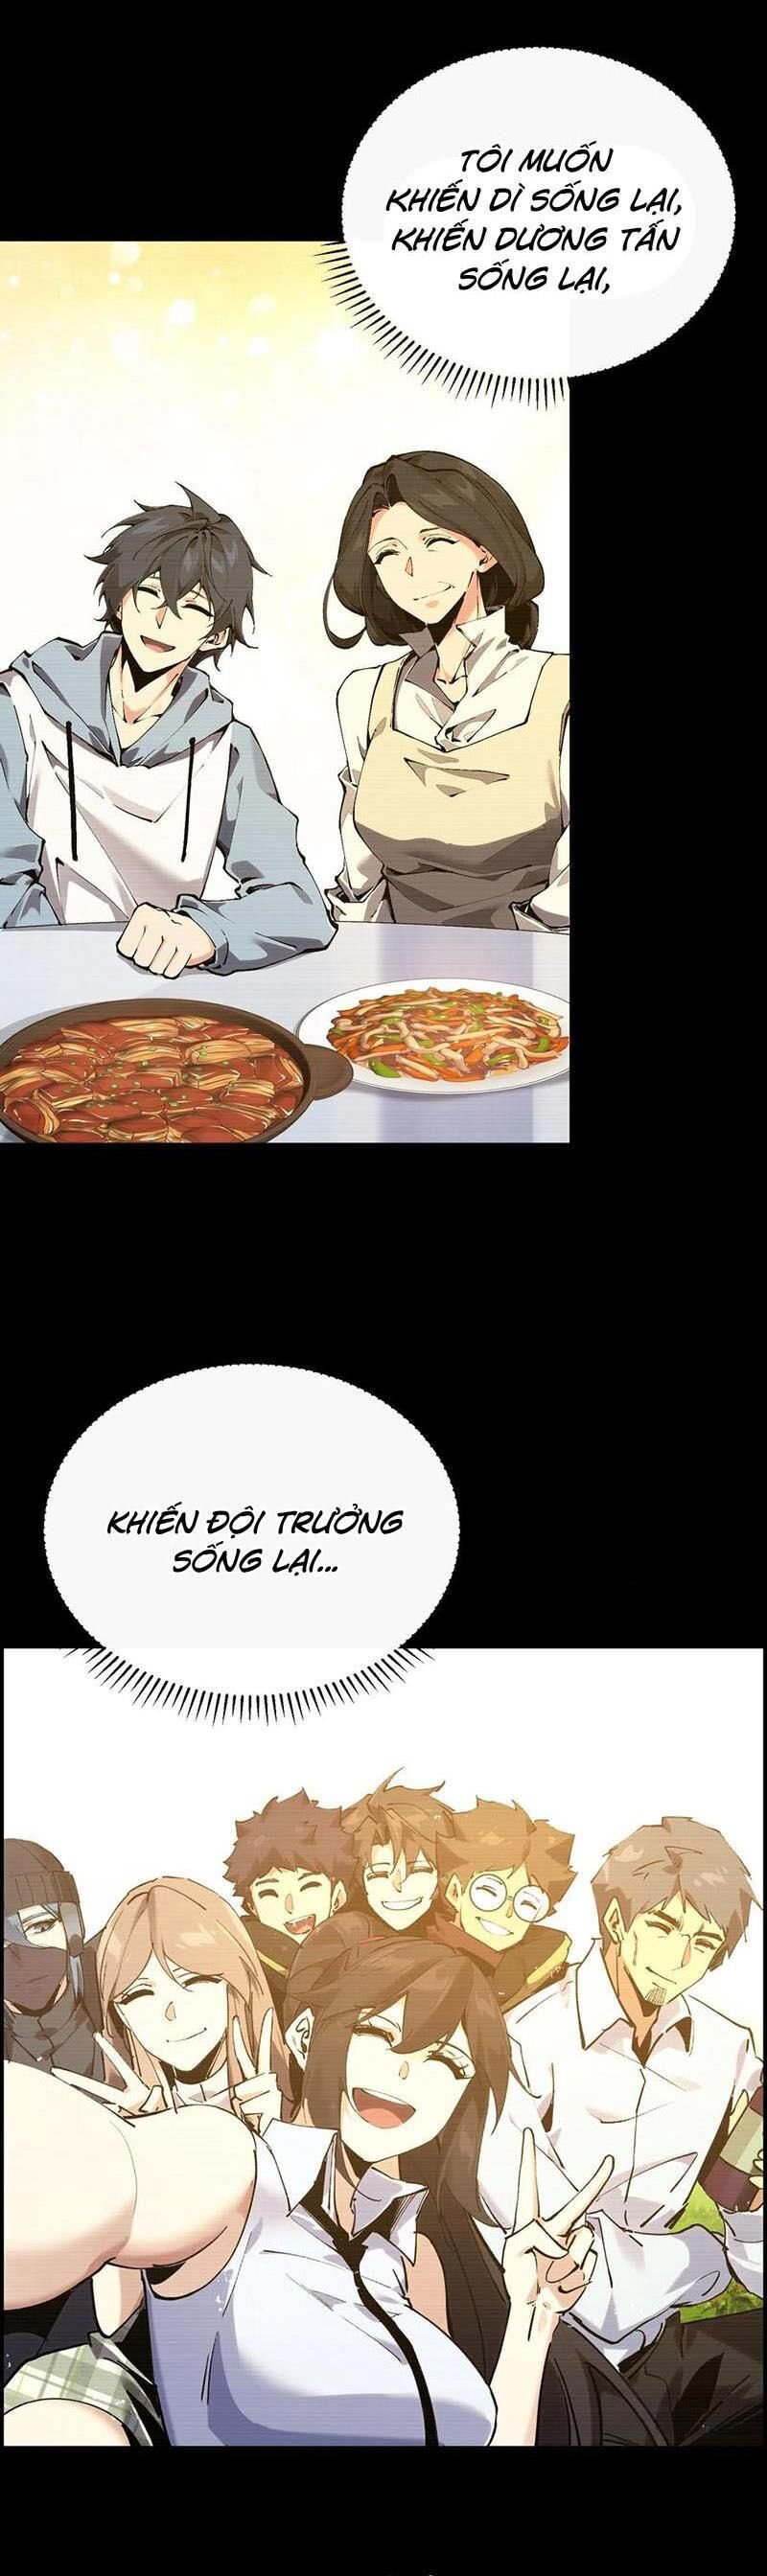 TÔI MUỐN
KHIẾN DÌ SỐNG LẠI,
KHIẾN DƯƠNG TẤN
SỐNG LẠI,
KHIẾN ĐỘI TRƯỞNG
SỐNG LẠI...